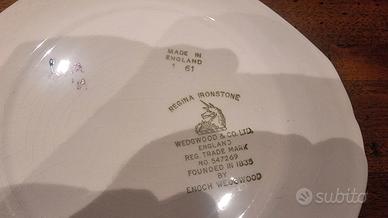 MADE IN
ENGLAND
1 61
REGINA IRONSTONE
WEDGWOOD & CO. LTD.
ENGLAND
REG. TRADE MARK
NO. 547269
FOUNDED IN 1835
BY
ENOCH WEDGWOOD
subito